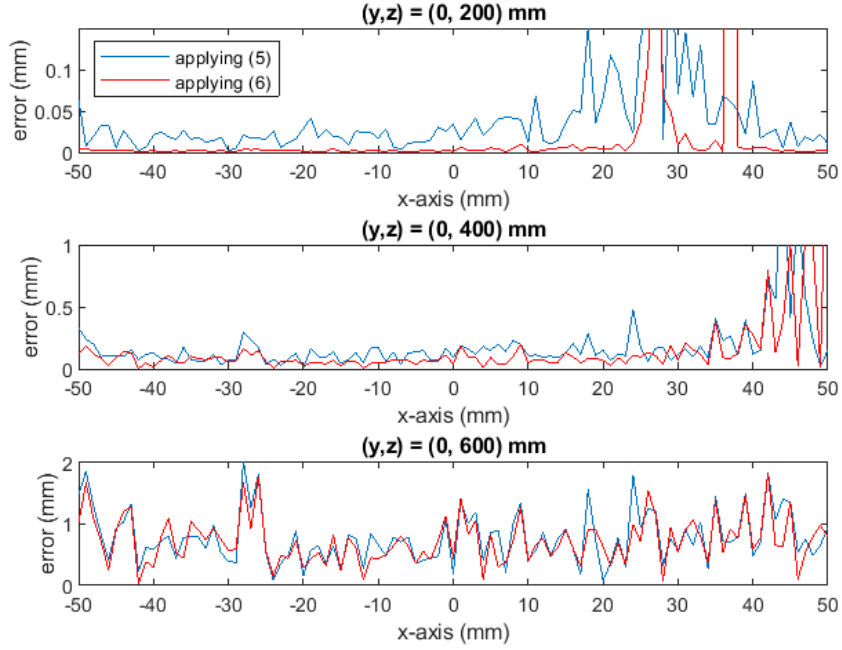 (y,z) = (0, 200) mm
applying (5)
applying (6)
error (mm)
0.1
0.05
0
-50 -40 -30 -20 -10 0 10 20 30 40 50
x-axis (mm)
(y,z) = (0, 400) mm
error (mm)
1
0.5
0
-50 -40 -30 -20 -10 0 10 20 30 40 50
x-axis (mm)
(y,z) = (0, 600) mm
error (mm)
2
1
0
-50 -40 -30 -20 -10 0 10 20 30 40 50
x-axis (mm)